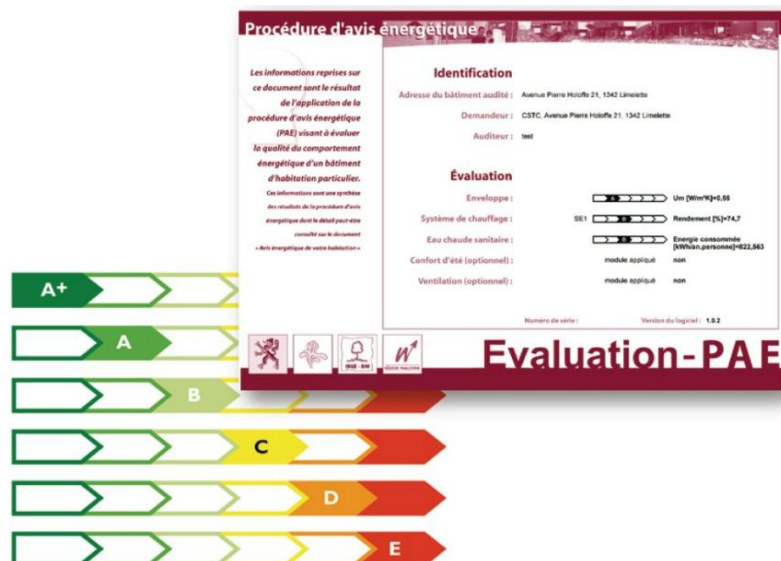 Procédure d'avis énergétique
Les informations reprises sur
ce document sont le résultat
de l'application de la
procédure d'avis énergétique
(PAE) visant à évaluer
la qualité du comportement
énergétique d'un bâtiment
d'habitation particulier.
Ces informations sont une synthèse
des résultats de la procédure d'avis
énergétique dont le détail peut-être
consulté sur le document
« Avis énergétique de votre habitation »
Identification
Adresse du bâtiment audité : Avenue Pierre Holoffe 21, 1342 Limelette
Demandeur : CSTC, Avenue Pierre Holoffe 21, 1342 Limelette
Auditeur : test
Évaluation
Enveloppe : A Um [W/m²K]=0,55
Système de chauffage : SE1 B Rendement [%]=74,7
Eau chaude sanitaire : B Energie consommée
[kWh/an.personne]=822,563
Confort d'été (optionnel) : module appliqué non
Ventilation (optionnel) : module appliqué non
Numéro de série : Version du logiciel : 1.0.2
IBGE - BIM
RÉGION WALLONNE
Evaluation-PAE
A+
A
B
C
D
E